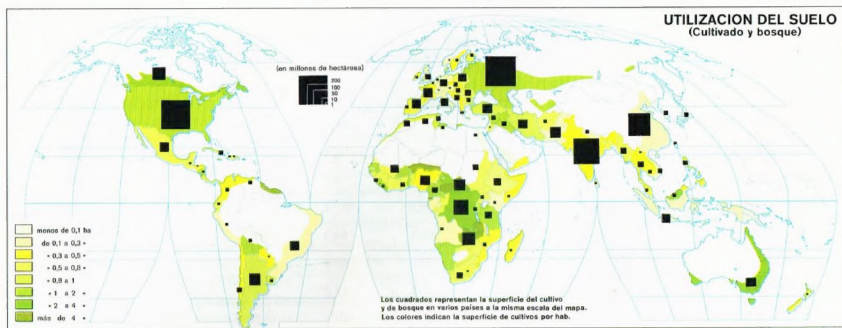 UTILIZACION DEL SUELO
(Cultivado y bosque)
(en millones de hectárosa)
200
100
50
10
1
menos de 0,1 ha
de 0,1 a 0,3 »
» 0,3 a 0,5 »
» 0,5 a 0,8 »
» 0,8 a 1
» 1 a 2 »
» 2 a 4 »
más de 4 »
Los cuadrados representan la superficie del cultivo
y de bosque en varios países a la misma escala del mapa.
Los colores indican la superficie de cultivos por hab.